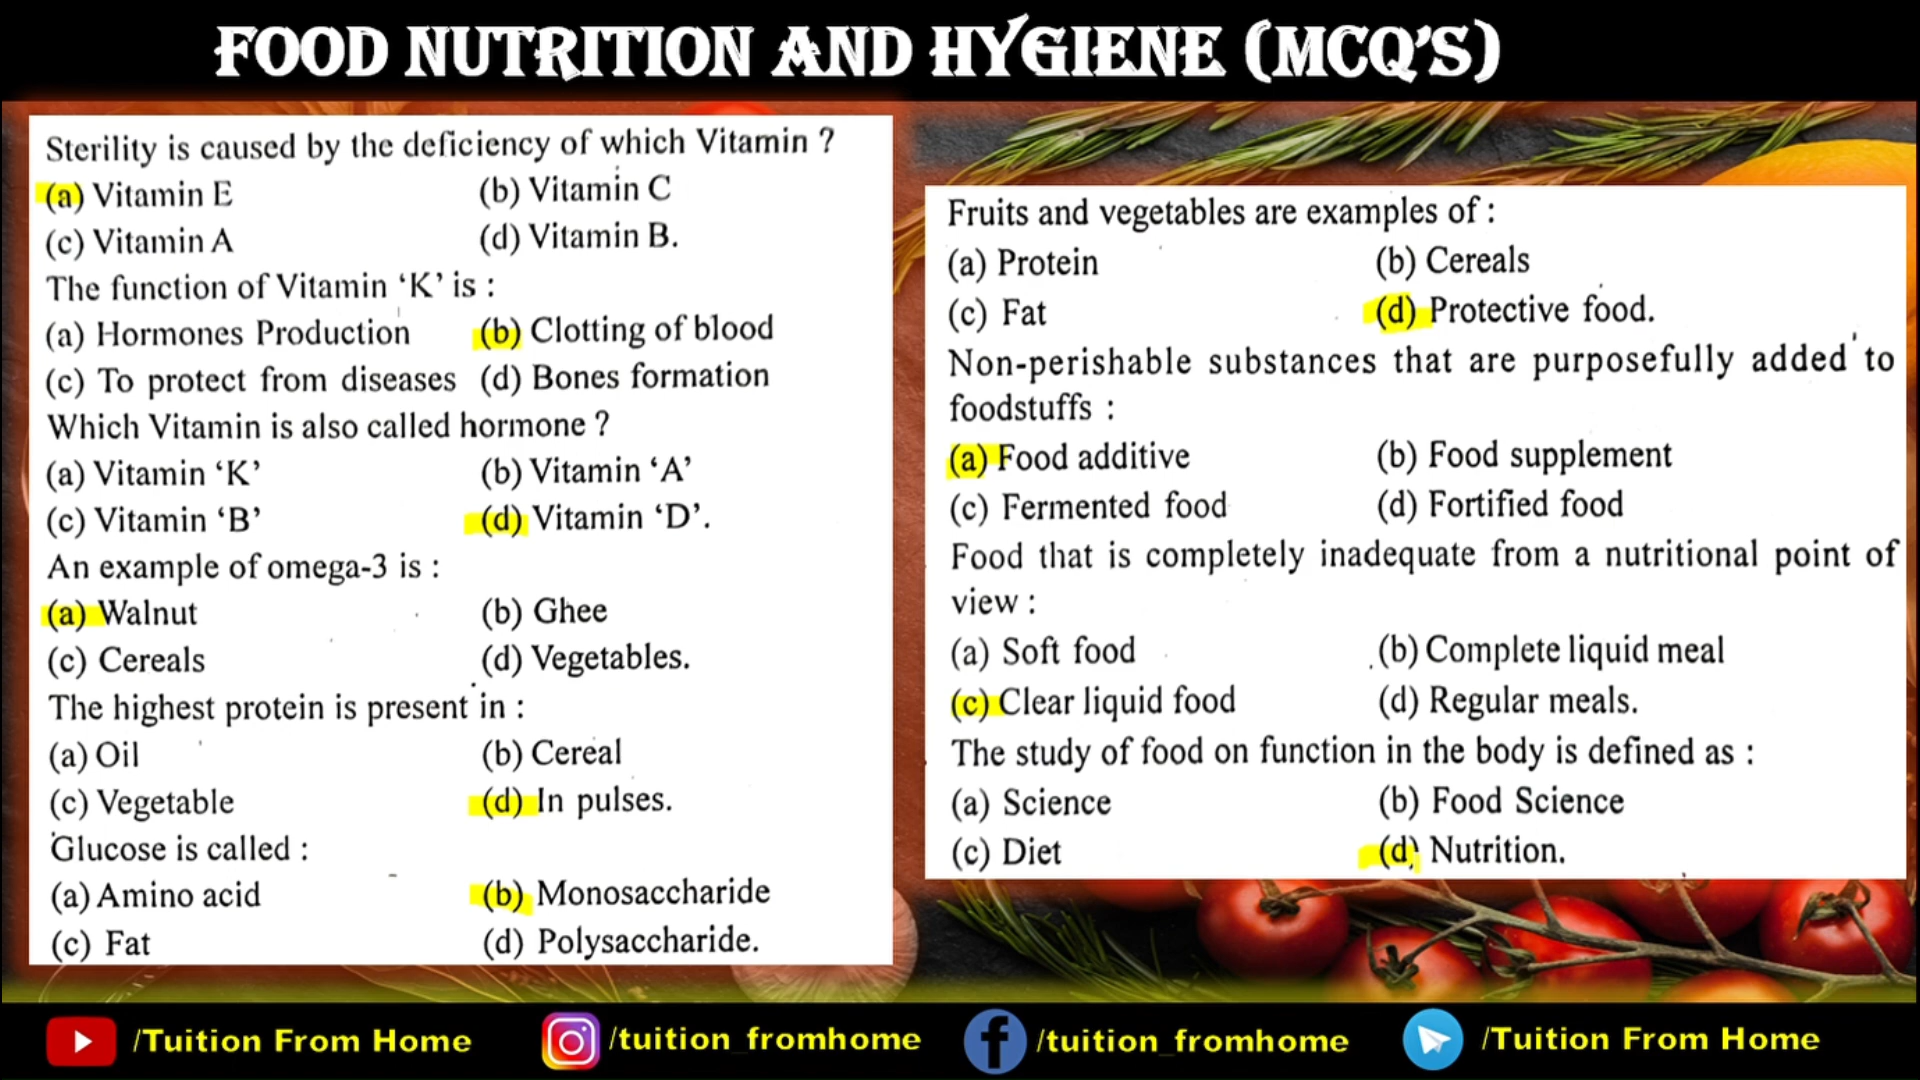 FOOD NUTRITION AND HYGIENE (MCQ'S)
Sterility is caused by the deficiency of which Vitamin ?
(a) Vitamin E (b) Vitamin C
(c) Vitamin A (d) Vitamin B.
The function of Vitamin 'K' is :
(a) Hormones Production (b) Clotting of blood
(c) To protect from diseases (d) Bones formation
Which Vitamin is also called hormone ?
(a) Vitamin 'K' (b) Vitamin 'A'
(c) Vitamin 'B' (d) Vitamin 'D'.
An example of omega-3 is :
(a) Walnut (b) Ghee
(c) Cereals (d) Vegetables.
The highest protein is present in :
(a) Oil (b) Cereal
(c) Vegetable (d) In pulses.
Glucose is called :
(a) Amino acid (b) Monosaccharide
(c) Fat (d) Polysaccharide.
Fruits and vegetables are examples of :
(a) Protein (b) Cereals
(c) Fat (d) Protective food.
Non-perishable substances that are purposefully added to
foodstuffs :
(a) Food additive (b) Food supplement
(c) Fermented food (d) Fortified food
Food that is completely inadequate from a nutritional point of
view :
(a) Soft food (b) Complete liquid meal
(c) Clear liquid food (d) Regular meals.
The study of food on function in the body is defined as :
(a) Science (b) Food Science
(c) Diet (d) Nutrition.
/Tuition From Home /tuition_fromhome /tuition_fromhome /Tuition From Home